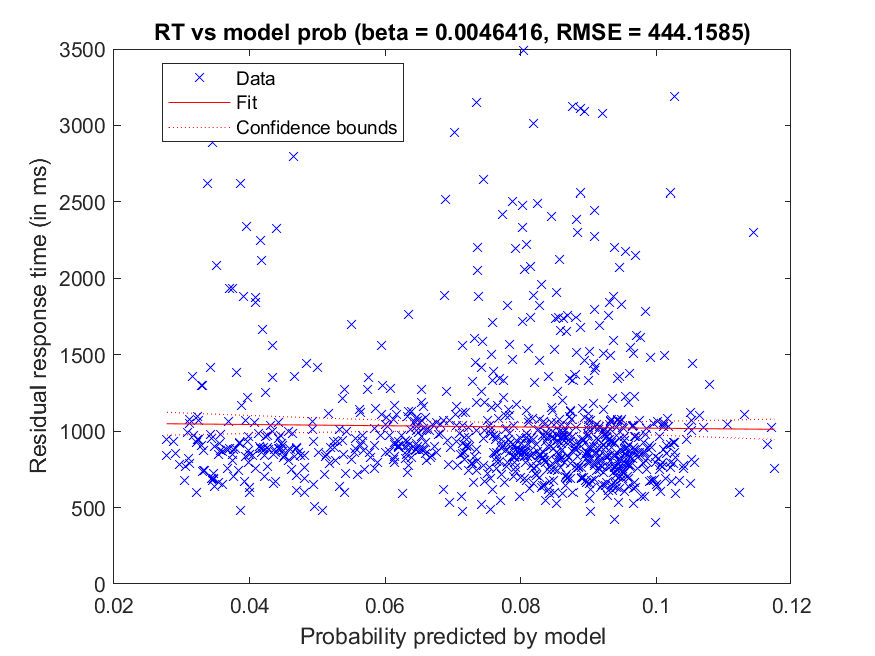 RT vs model prob (beta = 0.0046416, RMSE = 444.1585)
3500
3000
2500
2000
1500
1000
500
0
Residual response time (in ms)
Data
Fit
Confidence bounds
0.02
0.04
0.06
0.08
0.1
0.12
Probability predicted by model